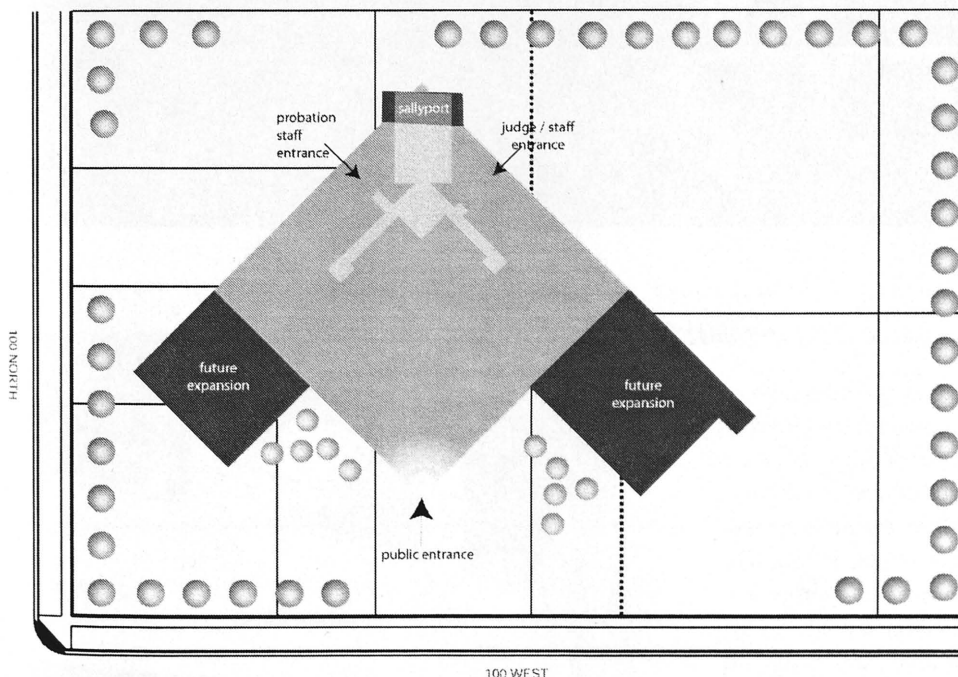 sallyport
probation
staff
entrance
judge / staff
entrance
100 NORTH
future
expansion
future
expansion
public entrance
100 WEST